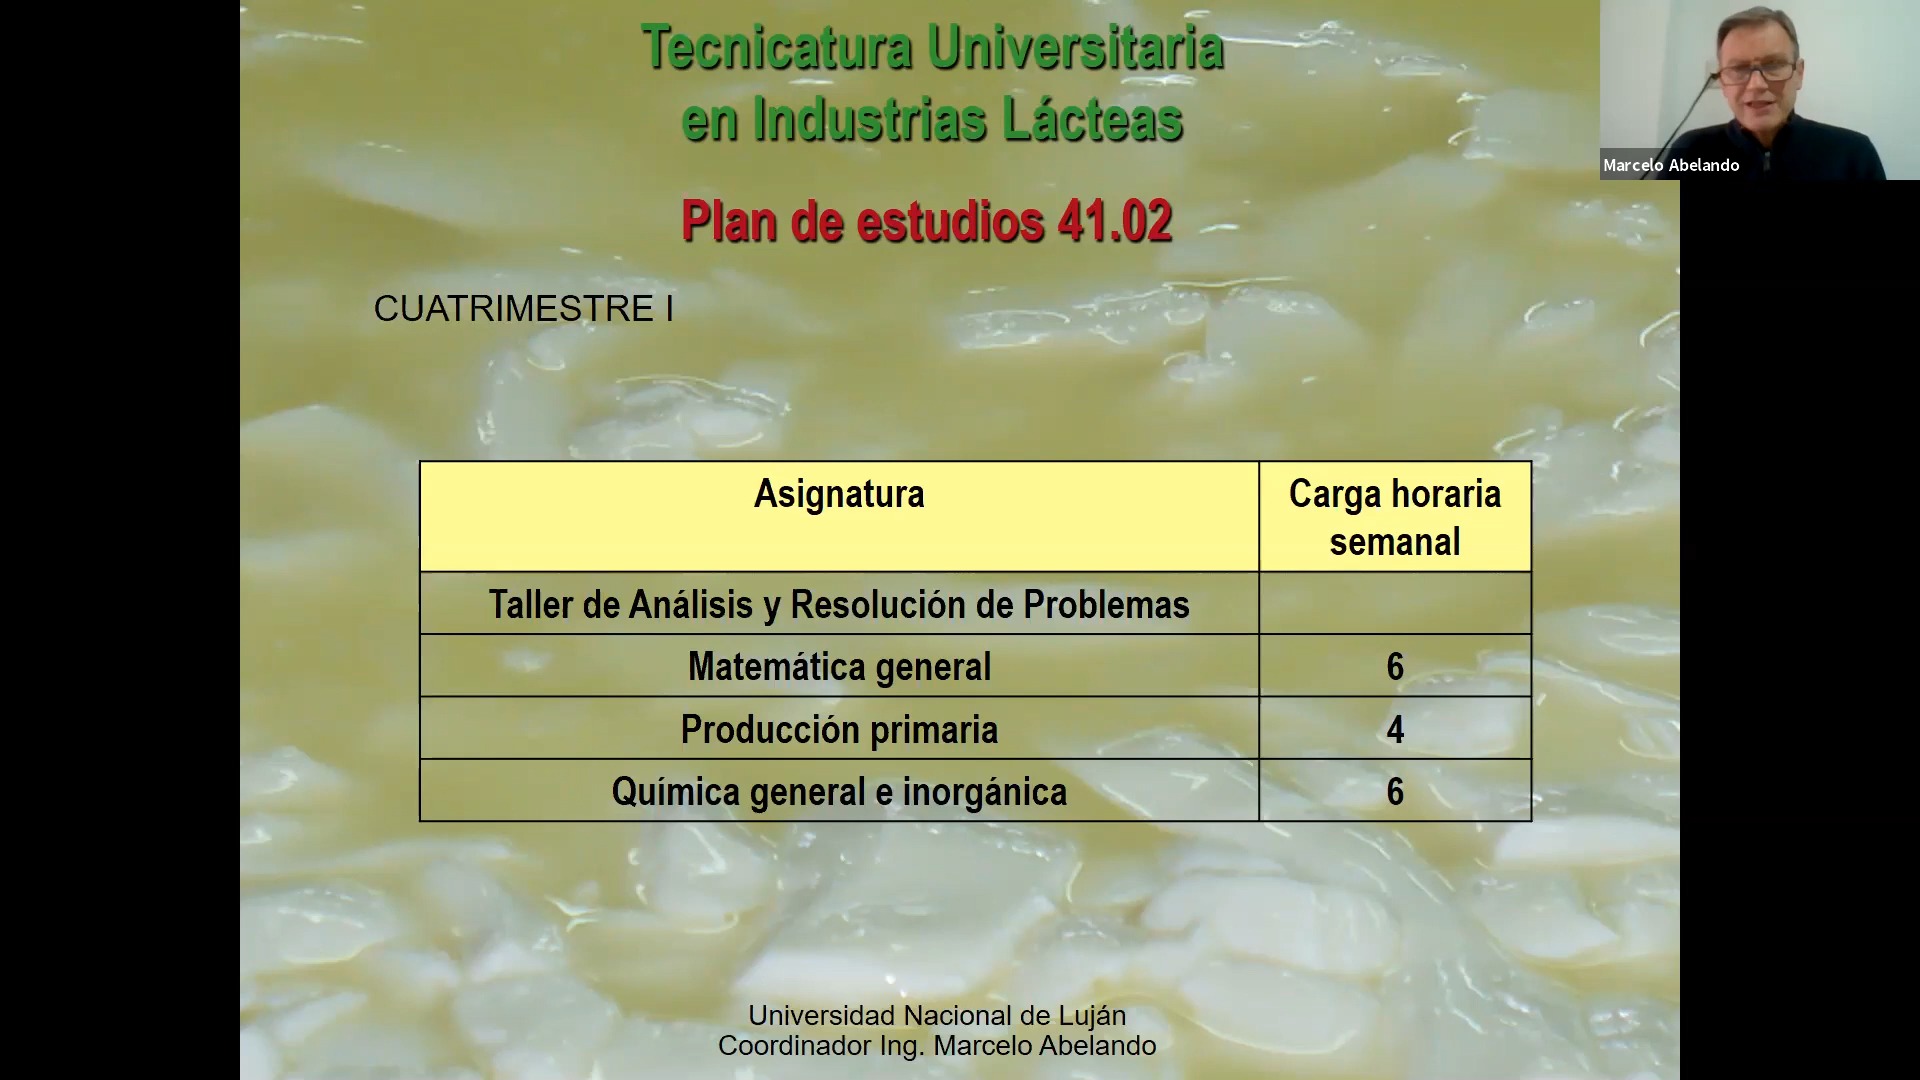 Tecnicatura Universitaria
en Industrias Lácteas
Plan de estudios 41.02
Marcelo Abelando
CUATRIMESTRE I
Asignatura
Carga horaria
semanal
Taller de Análisis y Resolución de Problemas
Matemática general 6
Producción primaria 4
Química general e inorgánica 6
Universidad Nacional de Luján
Coordinador Ing. Marcelo Abelando